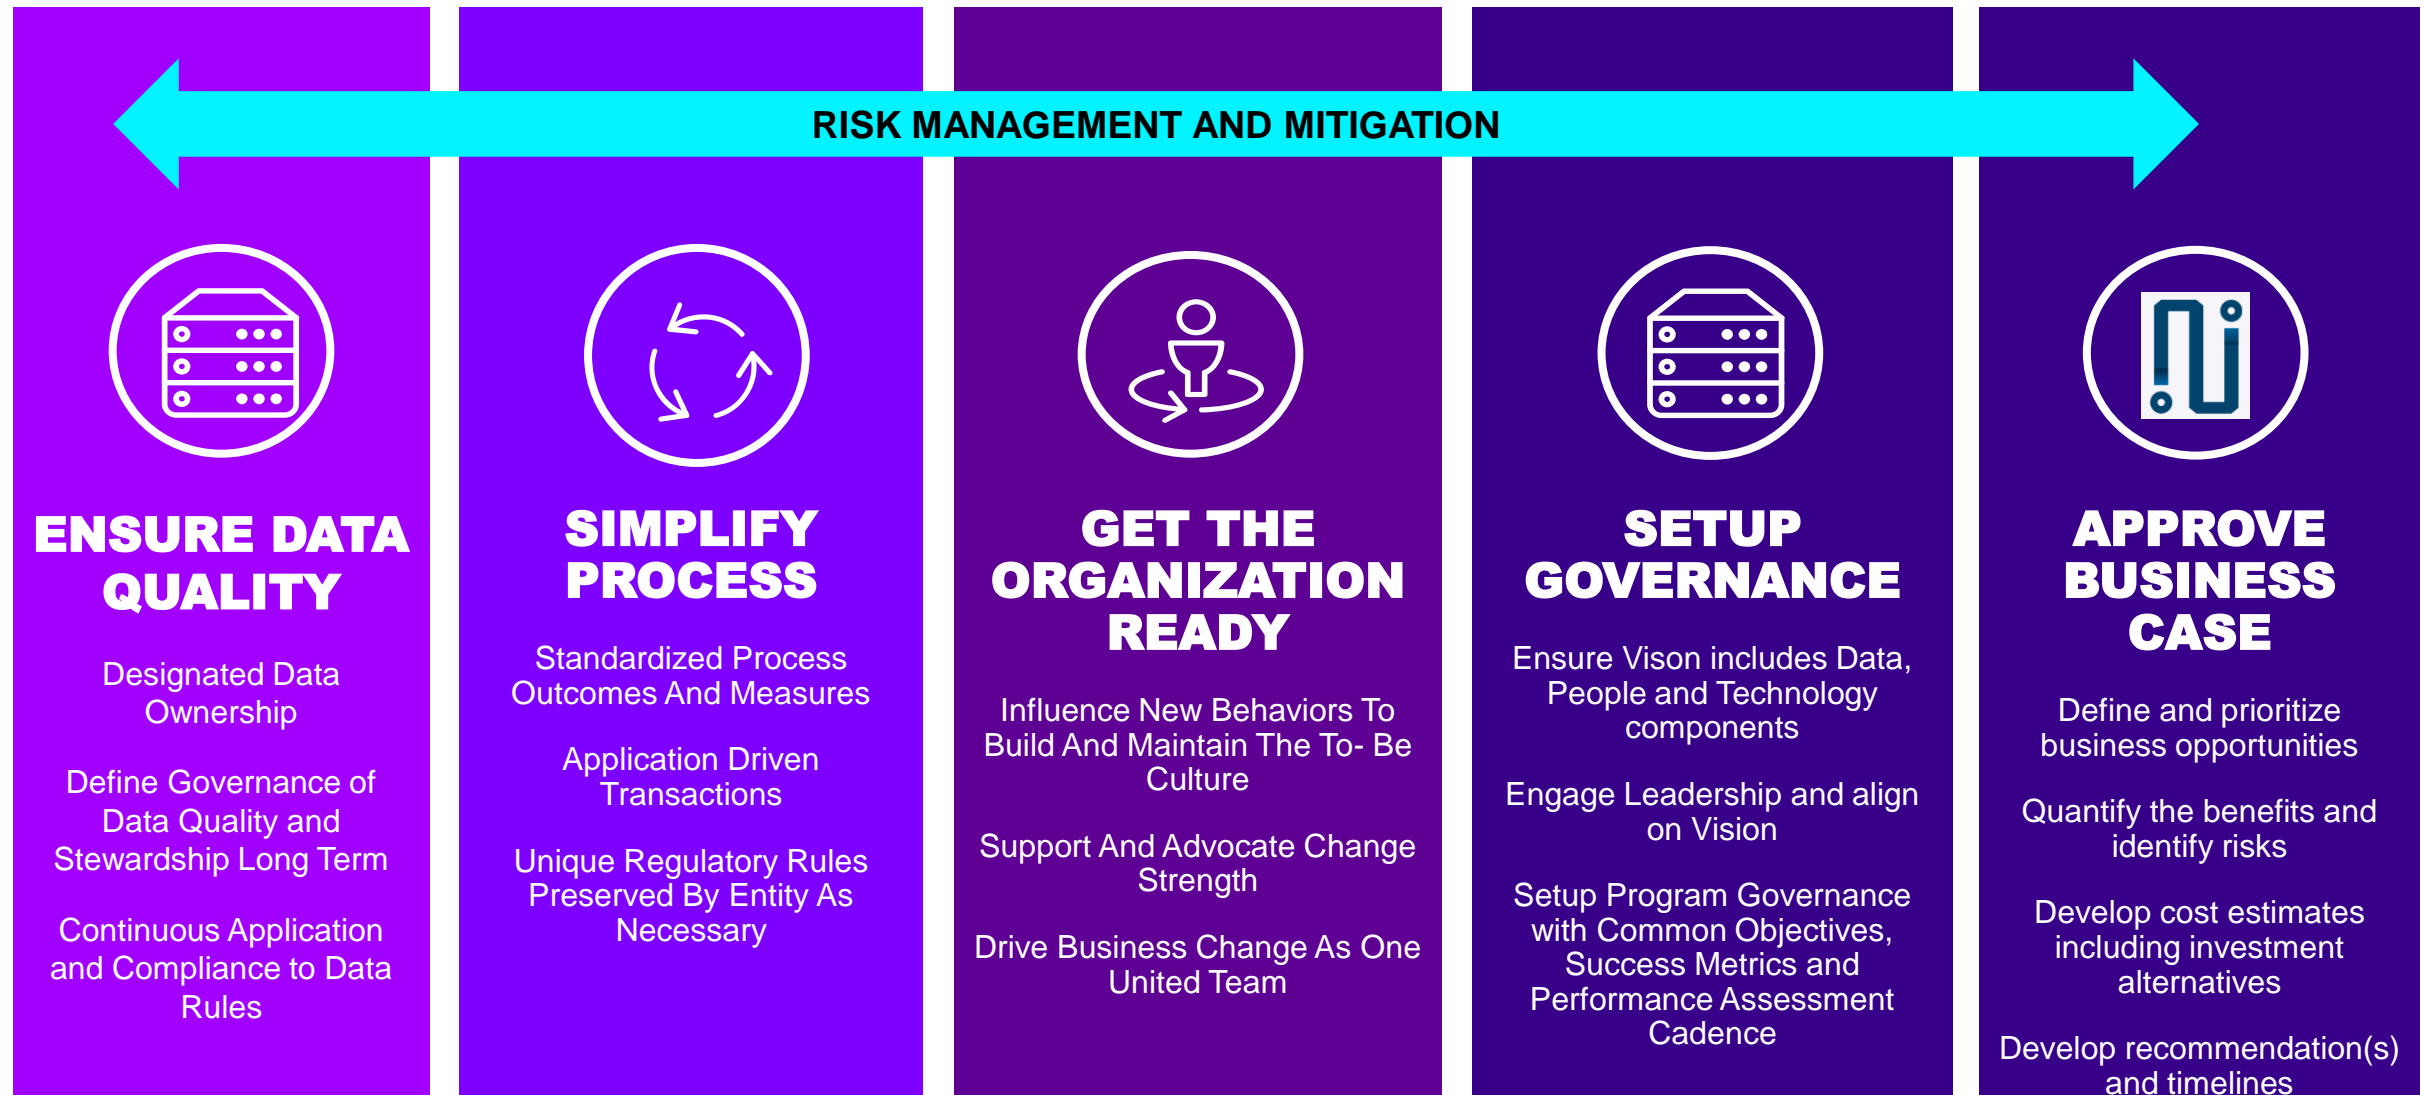 RISK MANAGEMENT AND MITIGATION
ENSURE DATA
QUALITY
Designated Data
Ownership
Define Governance of
Data Quality and
Stewardship Long Term
Continuous Application
and Compliance to Data
Rules
SIMPLIFY
PROCESS
Standardized Process
Outcomes And Measures
Application Driven
Transactions
Unique Regulatory Rules
Preserved By Entity As
Necessary
GET THE
ORGANIZATION
READY
Influence New Behaviors To
Build And Maintain The To- Be
Culture
Support And Advocate Change
Strength
Drive Business Change As One
United Team
SETUP
GOVERNANCE
Ensure Vison includes Data,
People and Technology
components
Engage Leadership and align
on Vision
Setup Program Governance
with Common Objectives,
Success Metrics and
Performance Assessment
Cadence
APPROVE
BUSINESS
CASE
Define and prioritize
business opportunities
Quantify the benefits and
identify risks
Develop cost estimates
including investment
alternatives
Develop recommendation(s)
and timelines